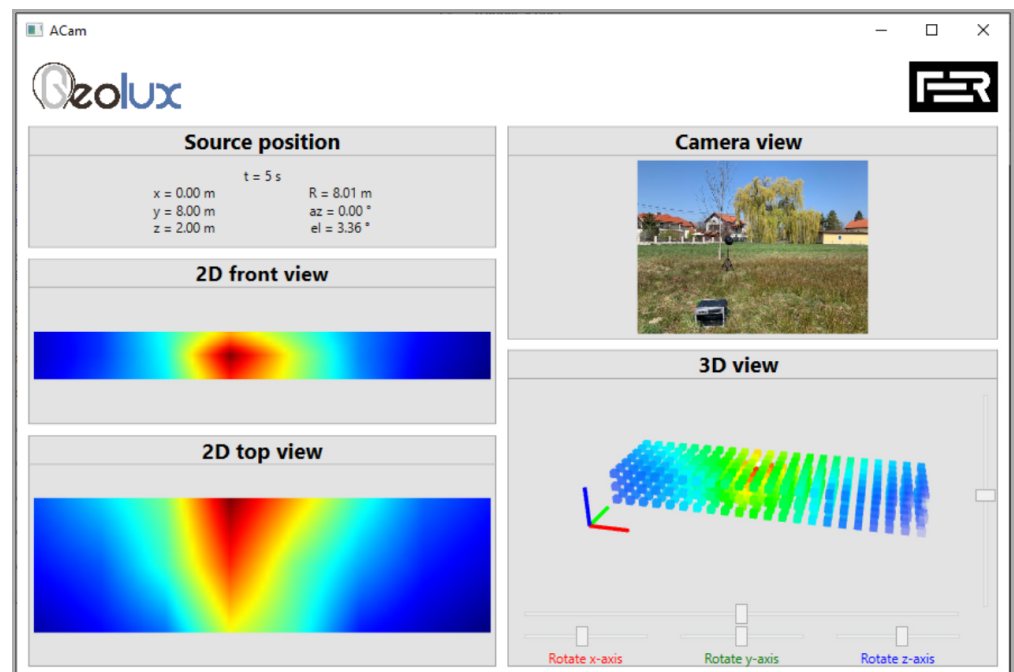 ACam
Geolux
FER
Source position
t = 5 s
x = 0.00 m
R = 8.01 m
y = 8.00 m
az = 0.00 °
z = 2.00 m
el = 3.36 °
2D front view
2D top view
Camera view
3D view
Rotate x-axis
Rotate y-axis
Rotate z-axis